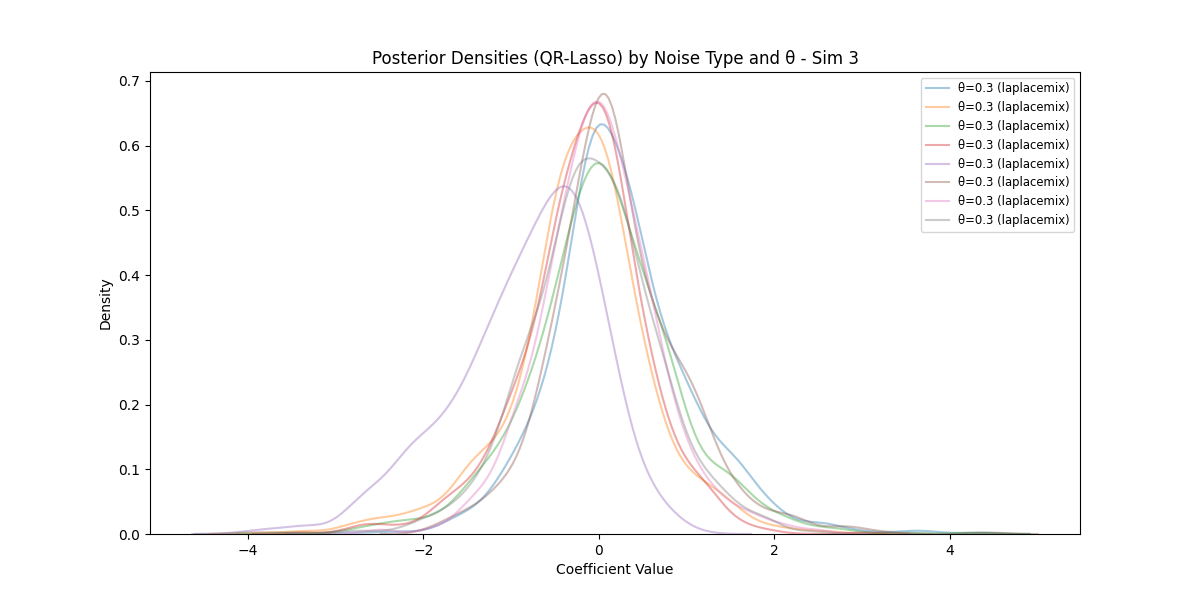 Posterior Densities (QR-Lasso) by Noise Type and θ - Sim 3
0.7
0.6
0.5
0.4
0.3
0.2
0.1
0.0
Density
−4
−2
0
2
4
Coefficient Value
θ=0.3 (laplacemix)
θ=0.3 (laplacemix)
θ=0.3 (laplacemix)
θ=0.3 (laplacemix)
θ=0.3 (laplacemix)
θ=0.3 (laplacemix)
θ=0.3 (laplacemix)
θ=0.3 (laplacemix)